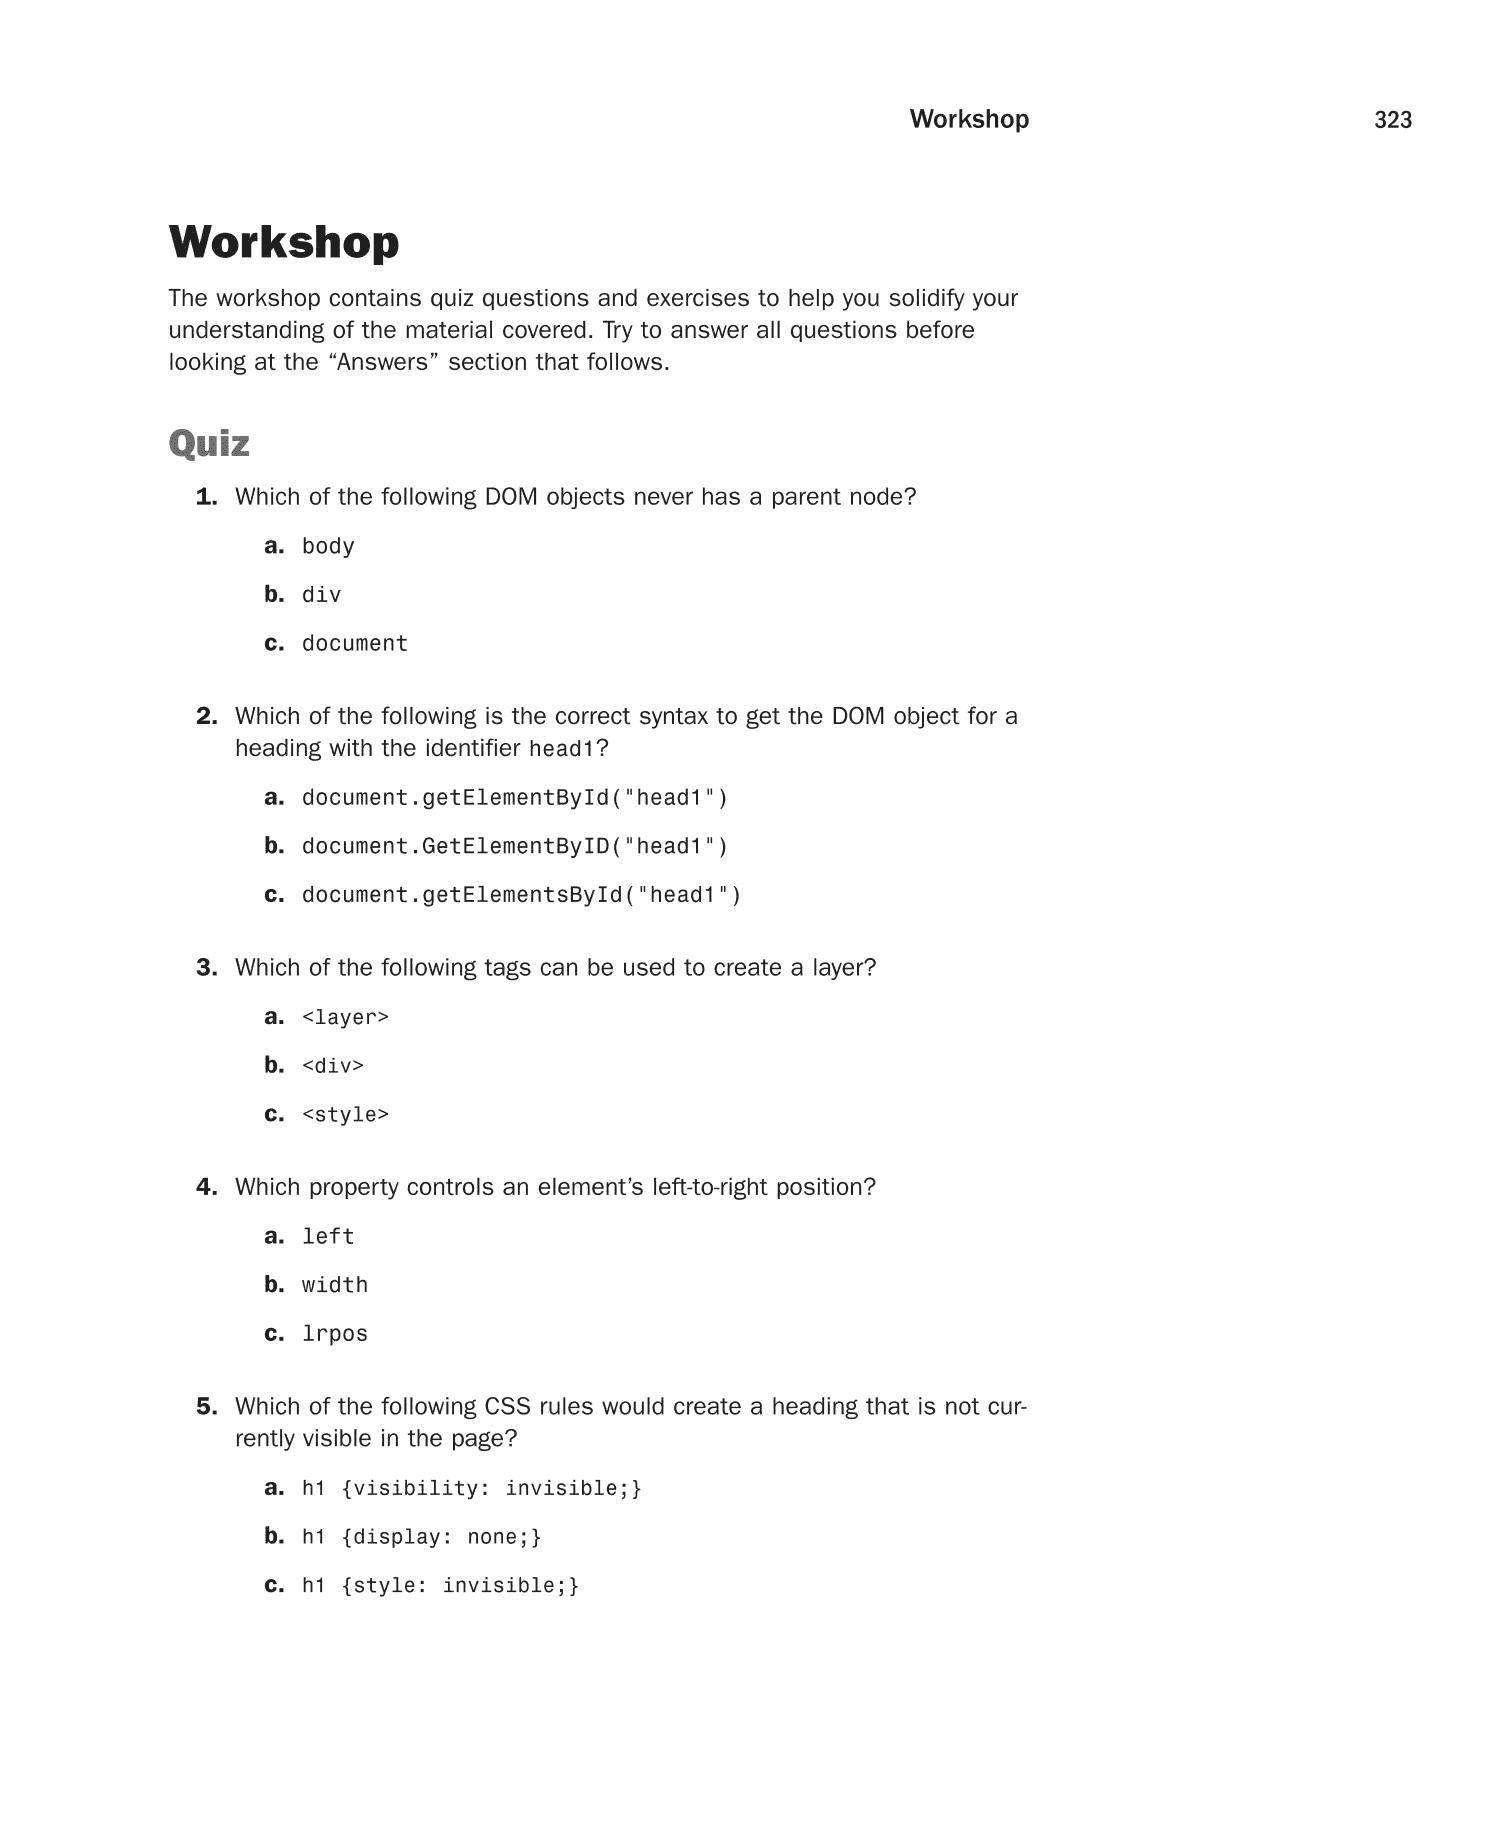 Workshop 323
Workshop
The workshop contains quiz questions and exercises to help you solidify your
understanding of the material covered. Try to answer all questions before
looking at the “Answers” section that follows.
Quiz
1. Which of the following DOM objects never has a parent node?
a. body
b. div
c. document
2. Which of the following is the correct syntax to get the DOM object for a
heading with the identifier head1?
a. document.getElementById("head1")
b. document.GetElementByID("head1")
c. document.getElementsById("head1")
3. Which of the following tags can be used to create a layer?
a. <layer>
b. <div>
c. <style>
4. Which property controls an element’s left-to-right position?
a. left
b. width
c. lrpos
5. Which of the following CSS rules would create a heading that is not cur-
rently visible in the page?
a. h1 {visibility: invisible;}
b. h1 {display: none;}
c. h1 {style: invisible;}